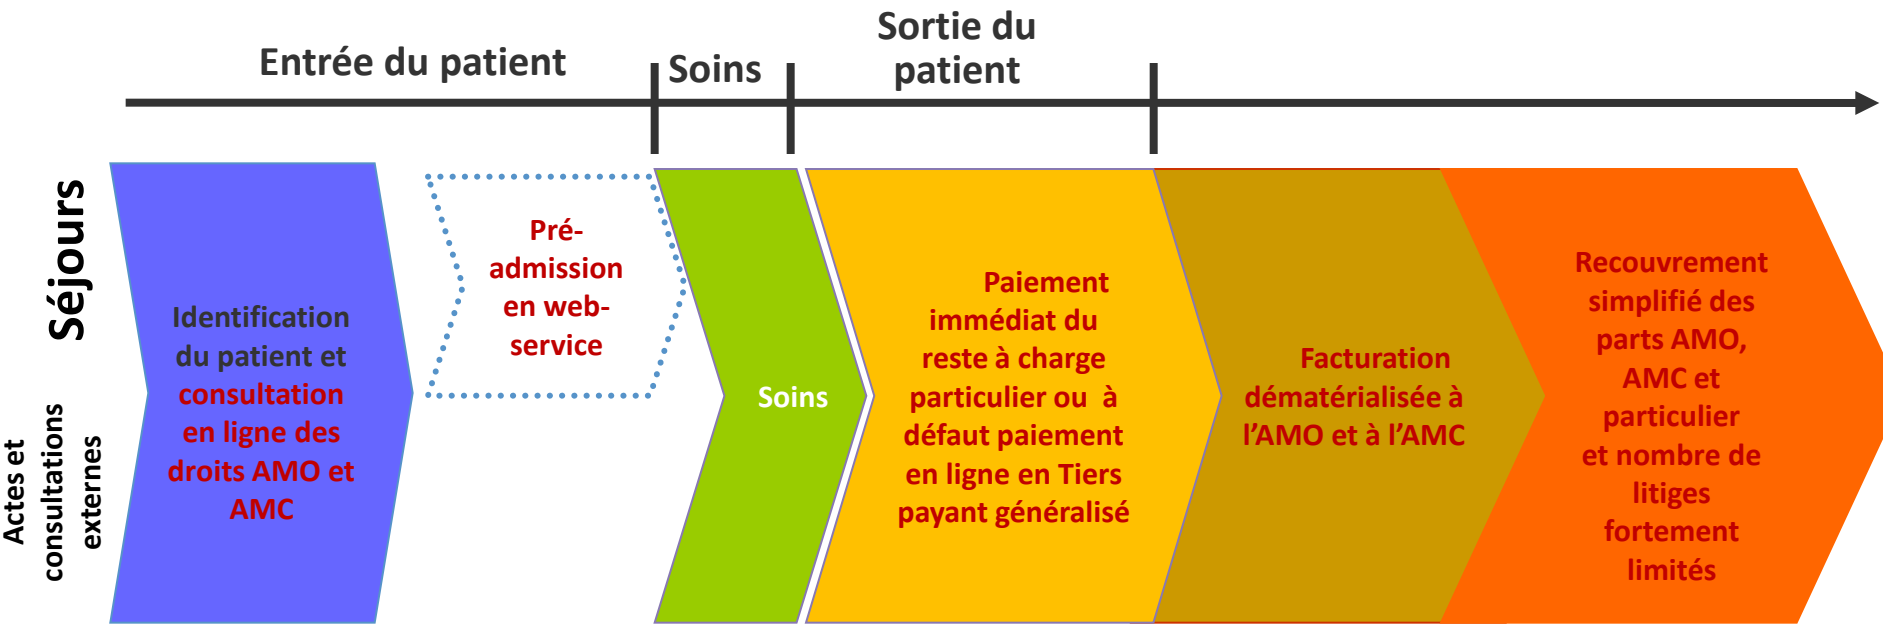 Entrée du patient
Soins
Sortie du
patient
Séjours
Actes et
consultations
externes
Identification
du patient et
consultation
en ligne des
droits AMO et
AMC
Pré-
admission
en web-
service
Soins
Paiement
immédiat du
reste à charge
particulier ou à
défaut paiement
en ligne en Tiers
payant généralisé
Facturation
dématérialisée à
l’AMO et à l’AMC
Recouvrement
simplifié des
parts AMO,
AMC et
particulier
et nombre de
litiges
fortement
limités